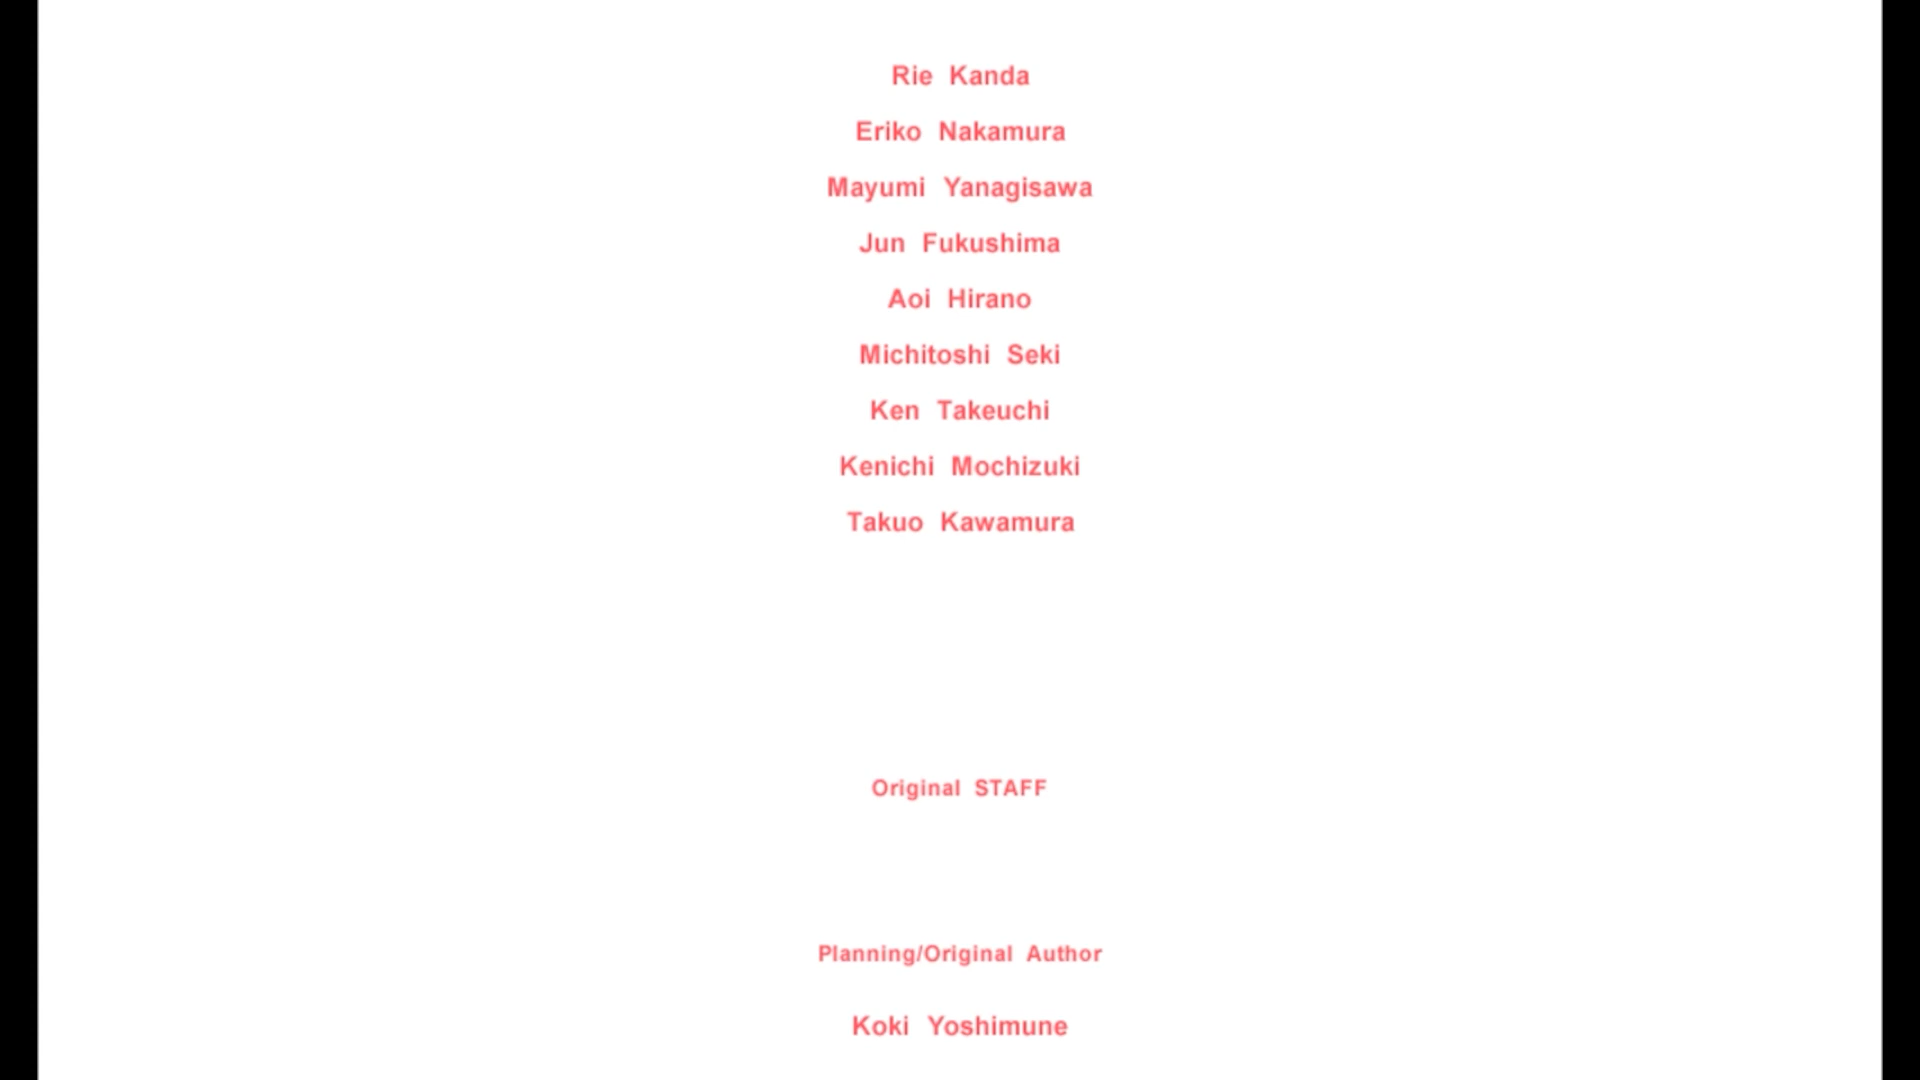 Rie Kanda
Eriko Nakamura
Mayumi Yanagisawa
Jun Fukushima
Aoi Hirano
Michitoshi Seki
Ken Takeuchi
Kenichi Mochizuki
Takuo Kawamura
Original STAFF
Planning/Original Author
Koki Yoshimune